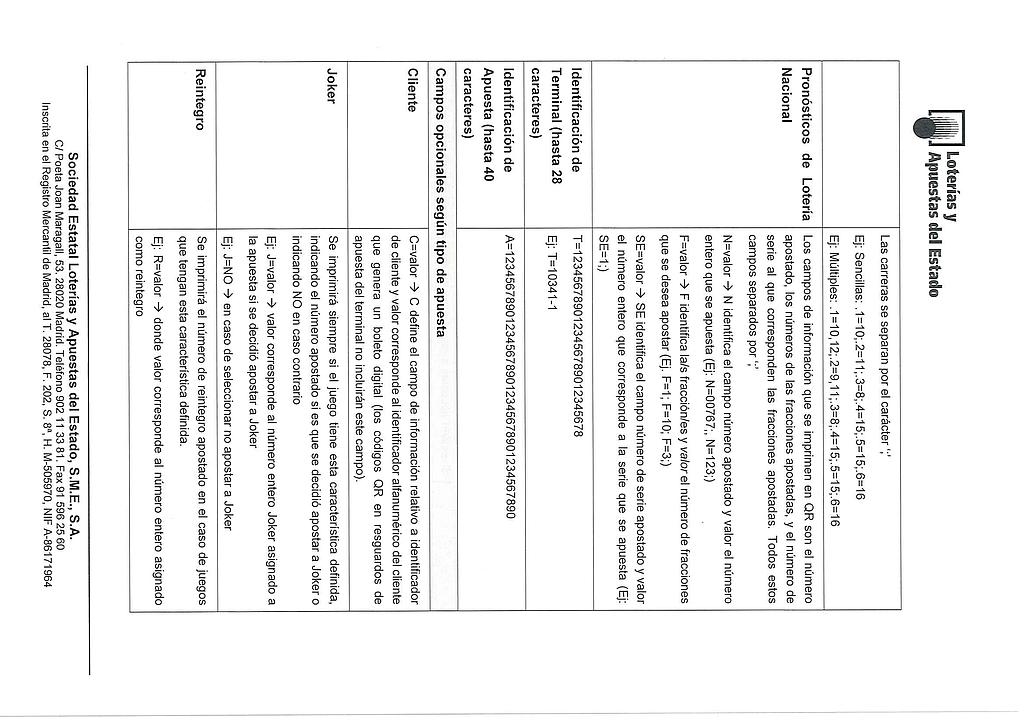 Loterías y
Apuestas del Estado
Las carreras se separan por el carácter ';'
Ej: Sencillas: .1=10;.2=11;.3=8;.4=15;.5=15;.6=16
Ej: Múltiples: .1=10,12;.2=9,11;.3=8;.4=15;.5=15;.6=16
Pronósticos de Lotería
Nacional
Los campos de información que se imprimen en QR son el número
apostado, los números de las fracciones apostadas, y el número de
serie al que corresponden las fracciones apostadas. Todos estos
campos separados por ';'
N=valor → N identifica el campo número apostado y valor el número
entero que se apuesta (Ej: N=00767;, N=123;)
F=valor → F identifica la/s fracción/es y valor el número de fracciones
que se desea apostar (Ej. F=1; F=10; F=3;)
SE=valor → SE identifica el campo número de serie apostado y valor
el número entero que corresponde a la serie que se apuesta (Ej:
SE=1;)
Identificación de
Terminal (hasta 28
caracteres)
T=1234567890123456789012345678
Ej: T=10341-1
Identificación de
Apuesta (hasta 40
caracteres)
A=1234567890123456789012345678901234567890
Campos opcionales según tipo de apuesta
Cliente
C=valor → C define el campo de información relativo a identificador
de cliente y valor corresponde al identificador alfanumérico del cliente
que genera un boleto digital (los códigos QR en resguardos de
apuesta del terminal no incluirán este campo).
Joker
Se imprimirá siempre si el juego tiene esta característica definida,
indicando el número apostado si es que se decidió apostar a Joker o
indicando NO en caso contrario
Ej: J=valor → valor corresponde al número entero Joker asignado a
la apuesta si se decidió apostar a Joker
Ej: J=NO → en caso de seleccionar no apostar a Joker
Reintegro
Se imprimirá el número de reintegro apostado en el caso de juegos
que tengan esta característica definida.
Ej: R=valor → donde valor corresponde al número entero asignado
como reintegro
Sociedad Estatal Loterías y Apuestas del Estado, S.M.E., S.A.
C/ Poeta Joan Maragall, 53. 28020 Madrid. Teléfono 902 11 33 81. Fax 91 596 25 60
Inscrita en el Registro Mercantil de Madrid, al T. 28078, F. 202, S. 8ª, H. M-505970, NIF A-86171964